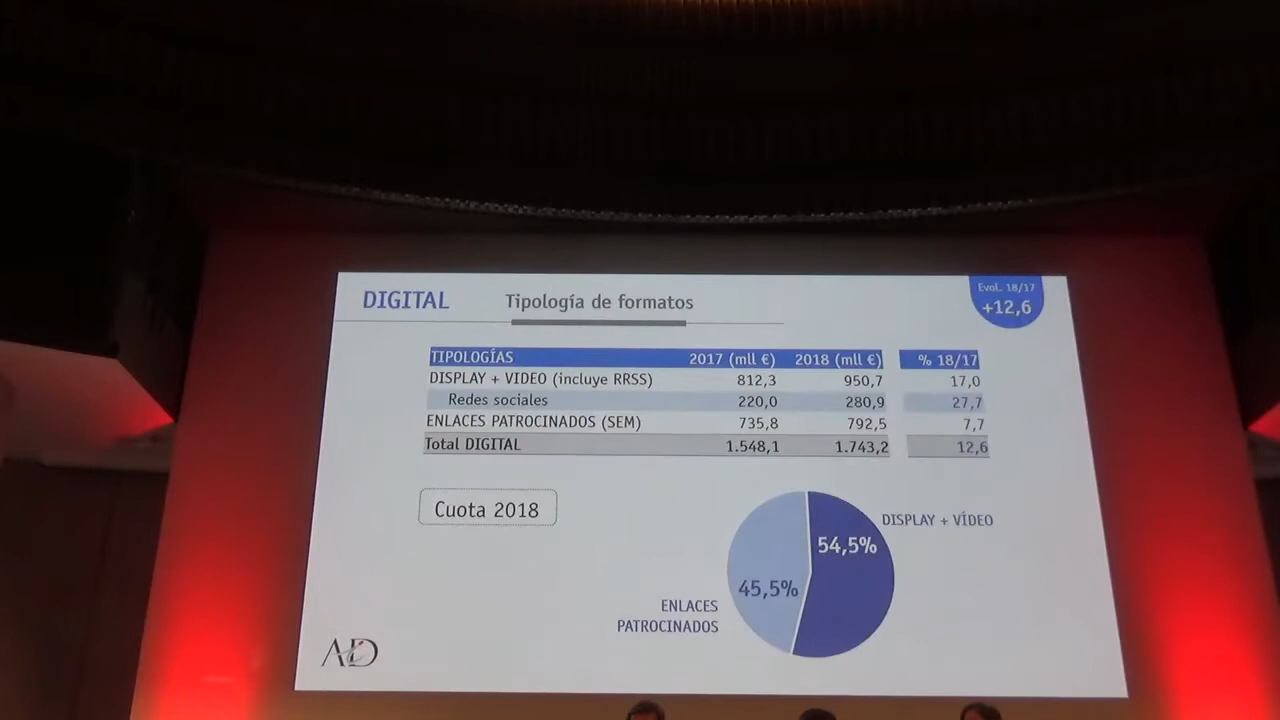 DIGITAL Tipología de formatos
Evol. 18/17
+12,6
TIPOLOGÍAS 2017 (mll €) 2018 (mll €) % 18/17
DISPLAY + VIDEO (incluye RRSS) 812,3 950,7 17,0
Redes sociales 220,0 280,9 27,7
ENLACES PATROCINADOS (SEM) 735,8 792,5 7,7
Total DIGITAL 1.548,1 1.743,2 12,6
Cuota 2018
DISPLAY + VÍDEO
54,5%
45,5%
ENLACES
PATROCINADOS